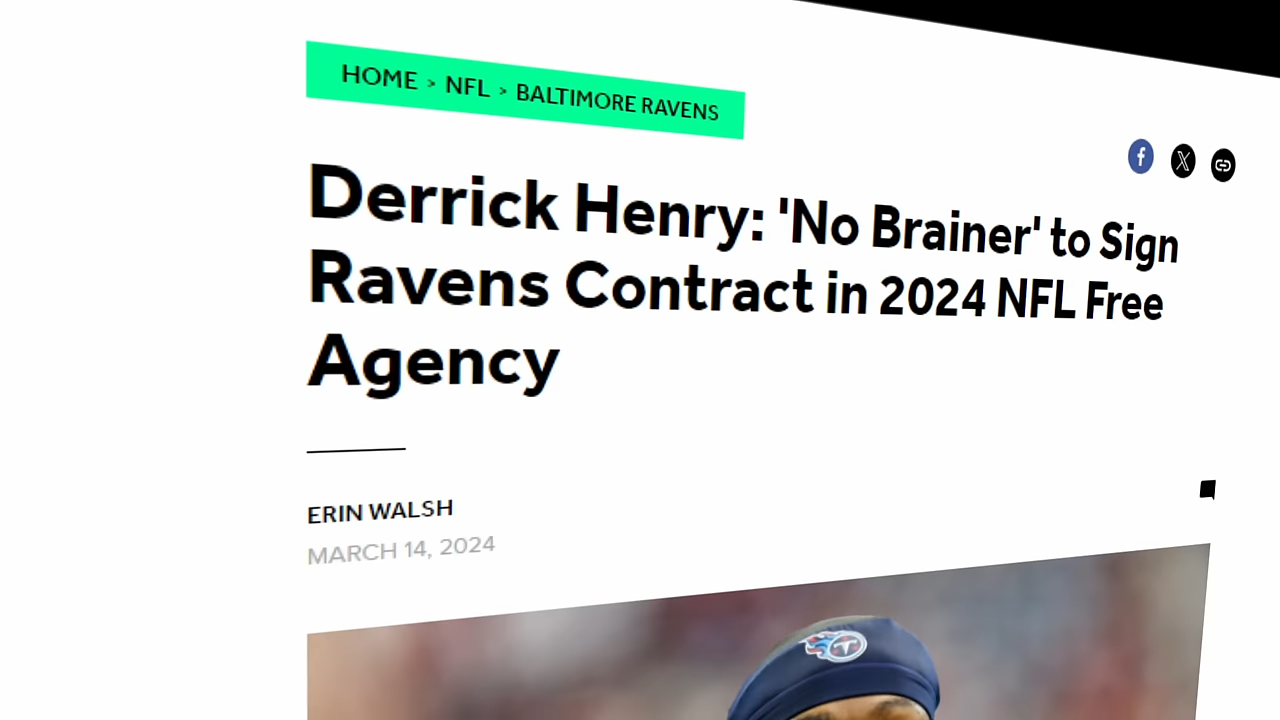 HOME > NFL > BALTIMORE RAVENS
Derrick Henry: 'No Brainer' to Sign
Ravens Contract in 2024 NFL Free
Agency
ERIN WALSH
MARCH 14, 2024